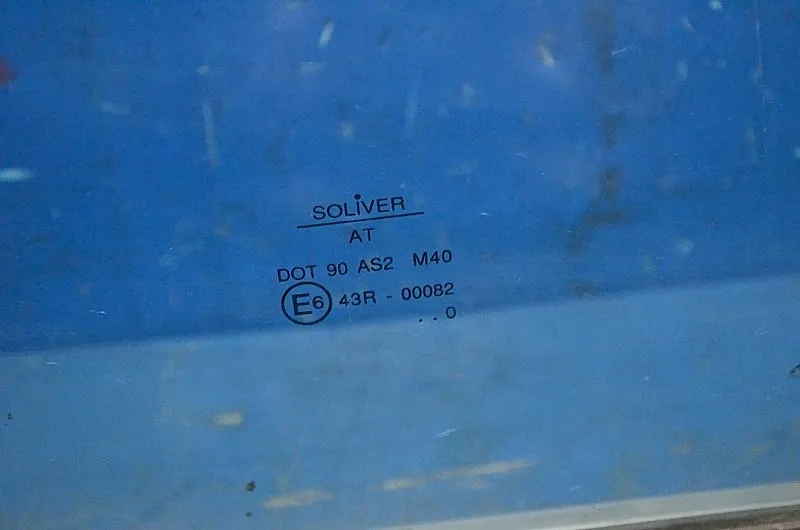 SOLIVER
AT
DOT 90 AS2 M40
E6 43R - 00082
. . 0